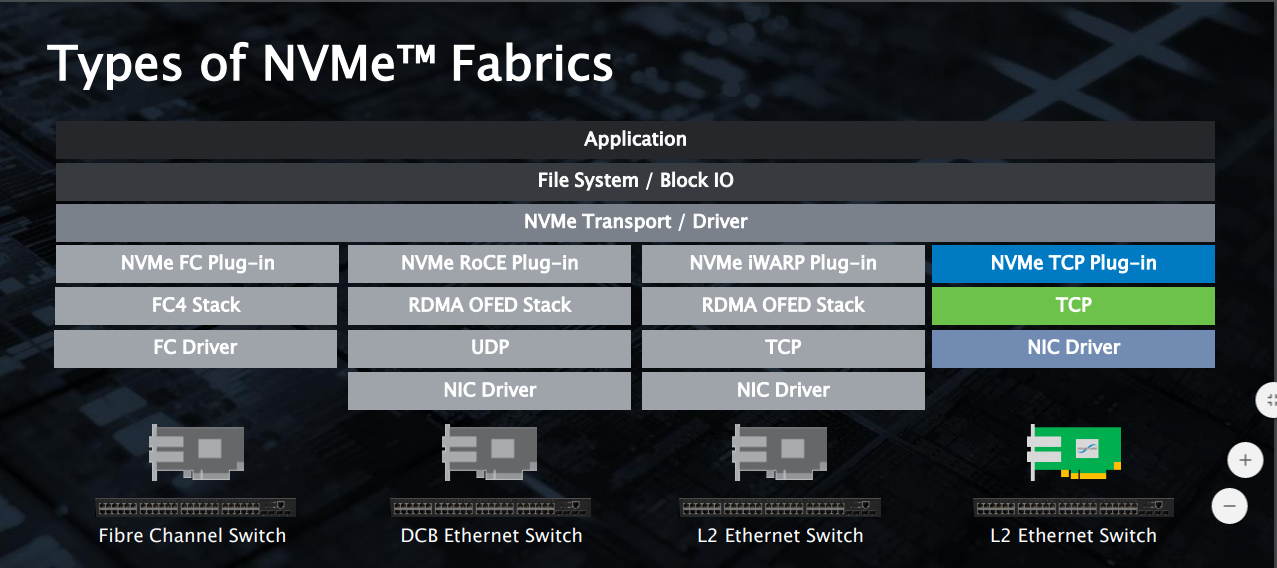 Types of NVMe™ Fabrics
Application
File System / Block IO
NVMe Transport / Driver
NVMe FC Plug-in
NVMe RoCE Plug-in
NVMe iWARP Plug-in
NVMe TCP Plug-in
FC4 Stack
RDMA OFED Stack
RDMA OFED Stack
TCP
FC Driver
UDP
TCP
NIC Driver
NIC Driver
NIC Driver
Fibre Channel Switch
DCB Ethernet Switch
L2 Ethernet Switch
L2 Ethernet Switch